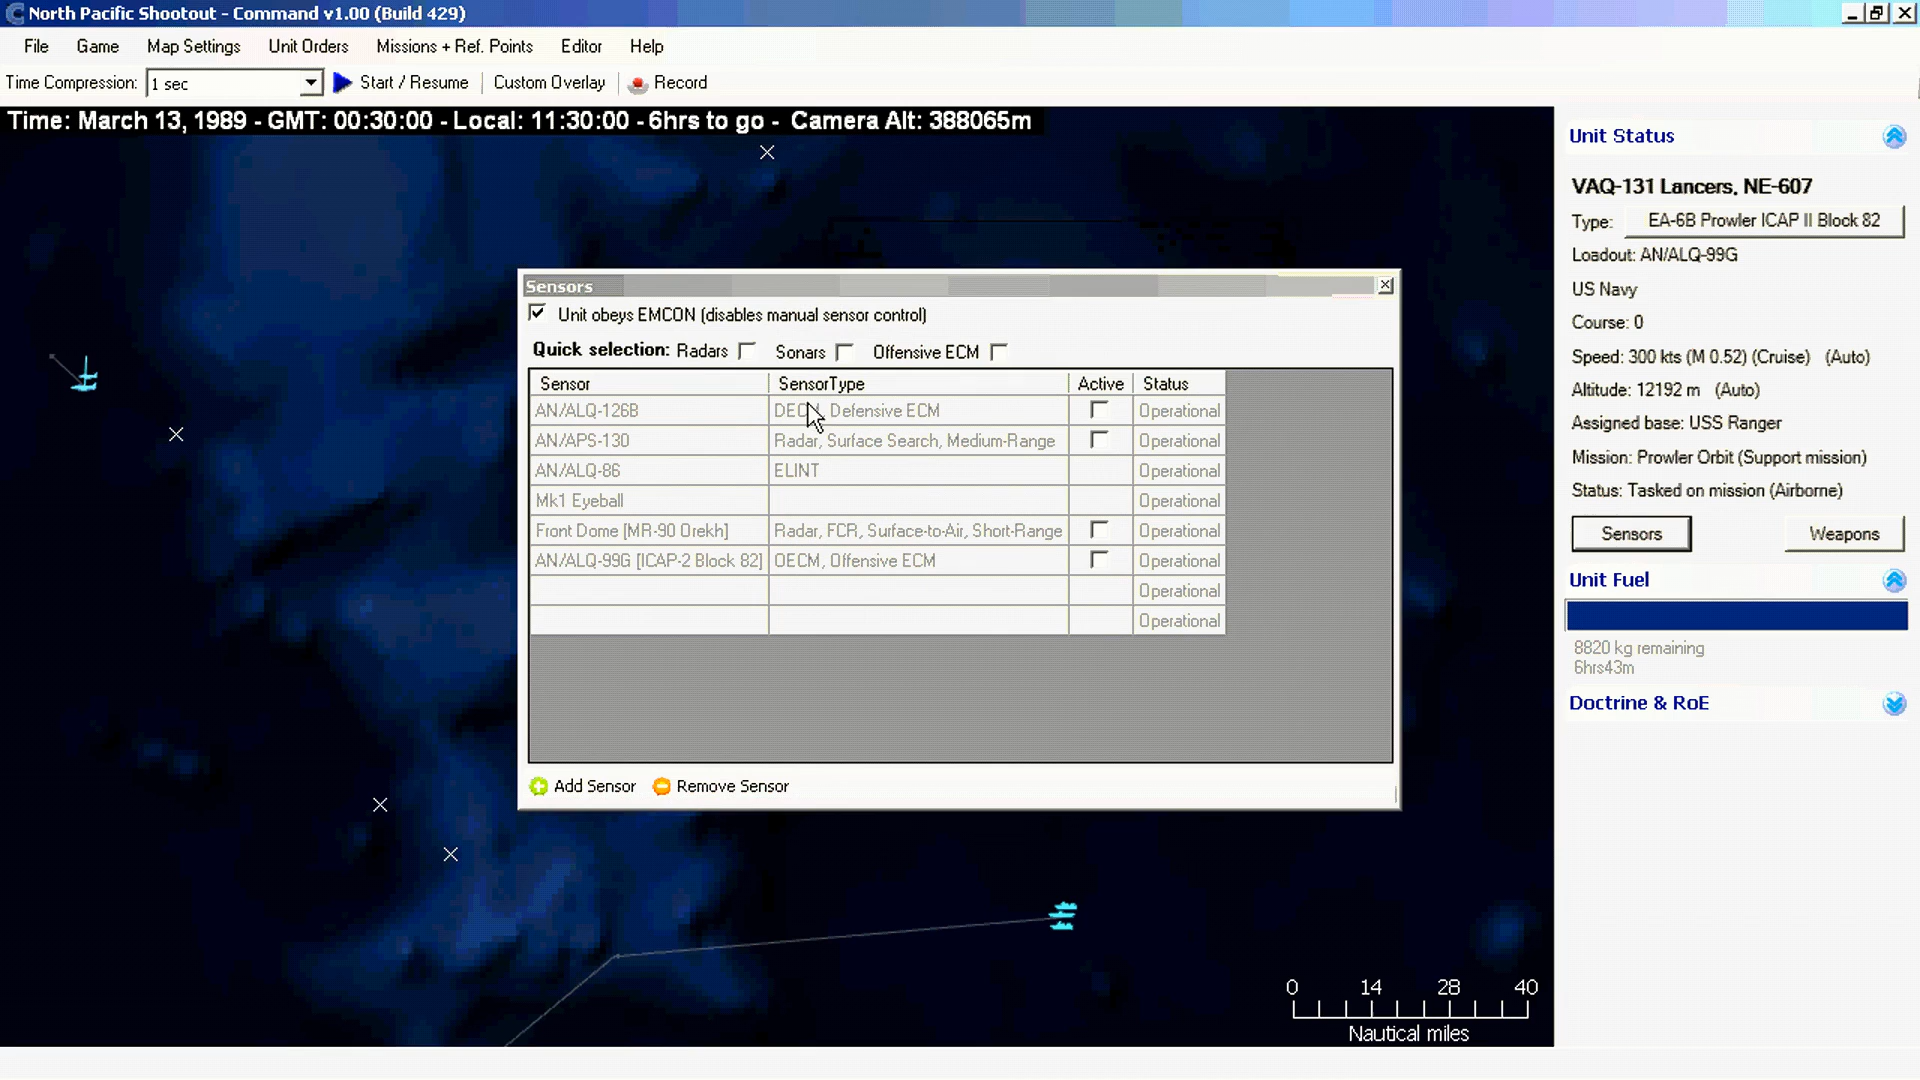 North Pacific Shootout - Command v1.00 (Build 429)
File Game Map Settings Unit Orders Missions + Ref. Points Editor Help
Time Compression: 1 sec Start / Resume Custom Overlay Record
Time: March 13, 1989 - GMT: 00:30:00 - Local: 11:30:00 - 6hrs to go - Camera Alt: 388065m
Sensors
Unit obeys EMCON (disables manual sensor control)
Quick selection: Radars Sonars Offensive ECM
Sensor SensorType Active Status
AN/ALQ-126B Defensive ECM Operational
AN/APS-130 Radar, Surface Search, Medium-Range Operational
AN/ALQ-86 ELINT Operational
Mk1 Eyeball Operational
Front Dome [MR-90 Orekh] Radar, FCR, Surface-to-Air, Short-Range Operational
AN/ALQ-99G [ICAP-2 Block 82] OECM, Offensive ECM Operational
Operational
Operational
Add Sensor Remove Sensor
0 14 28 40
Nautical miles
Unit Status
VAQ-131 Lancers, NE-607
Type: EA-6B Prowler ICAP II Block 82
Loadout: AN/ALQ-99G
US Navy
Course: 0
Speed: 300 kts (M 0.52) (Cruise) (Auto)
Altitude: 12192 m (Auto)
Assigned base: USS Ranger
Mission: Prowler Orbit (Support mission)
Status: Tasked on mission (Airborne)
Sensors Weapons
Unit Fuel
8820 kg remaining
6hrs43m
Doctrine & RoE